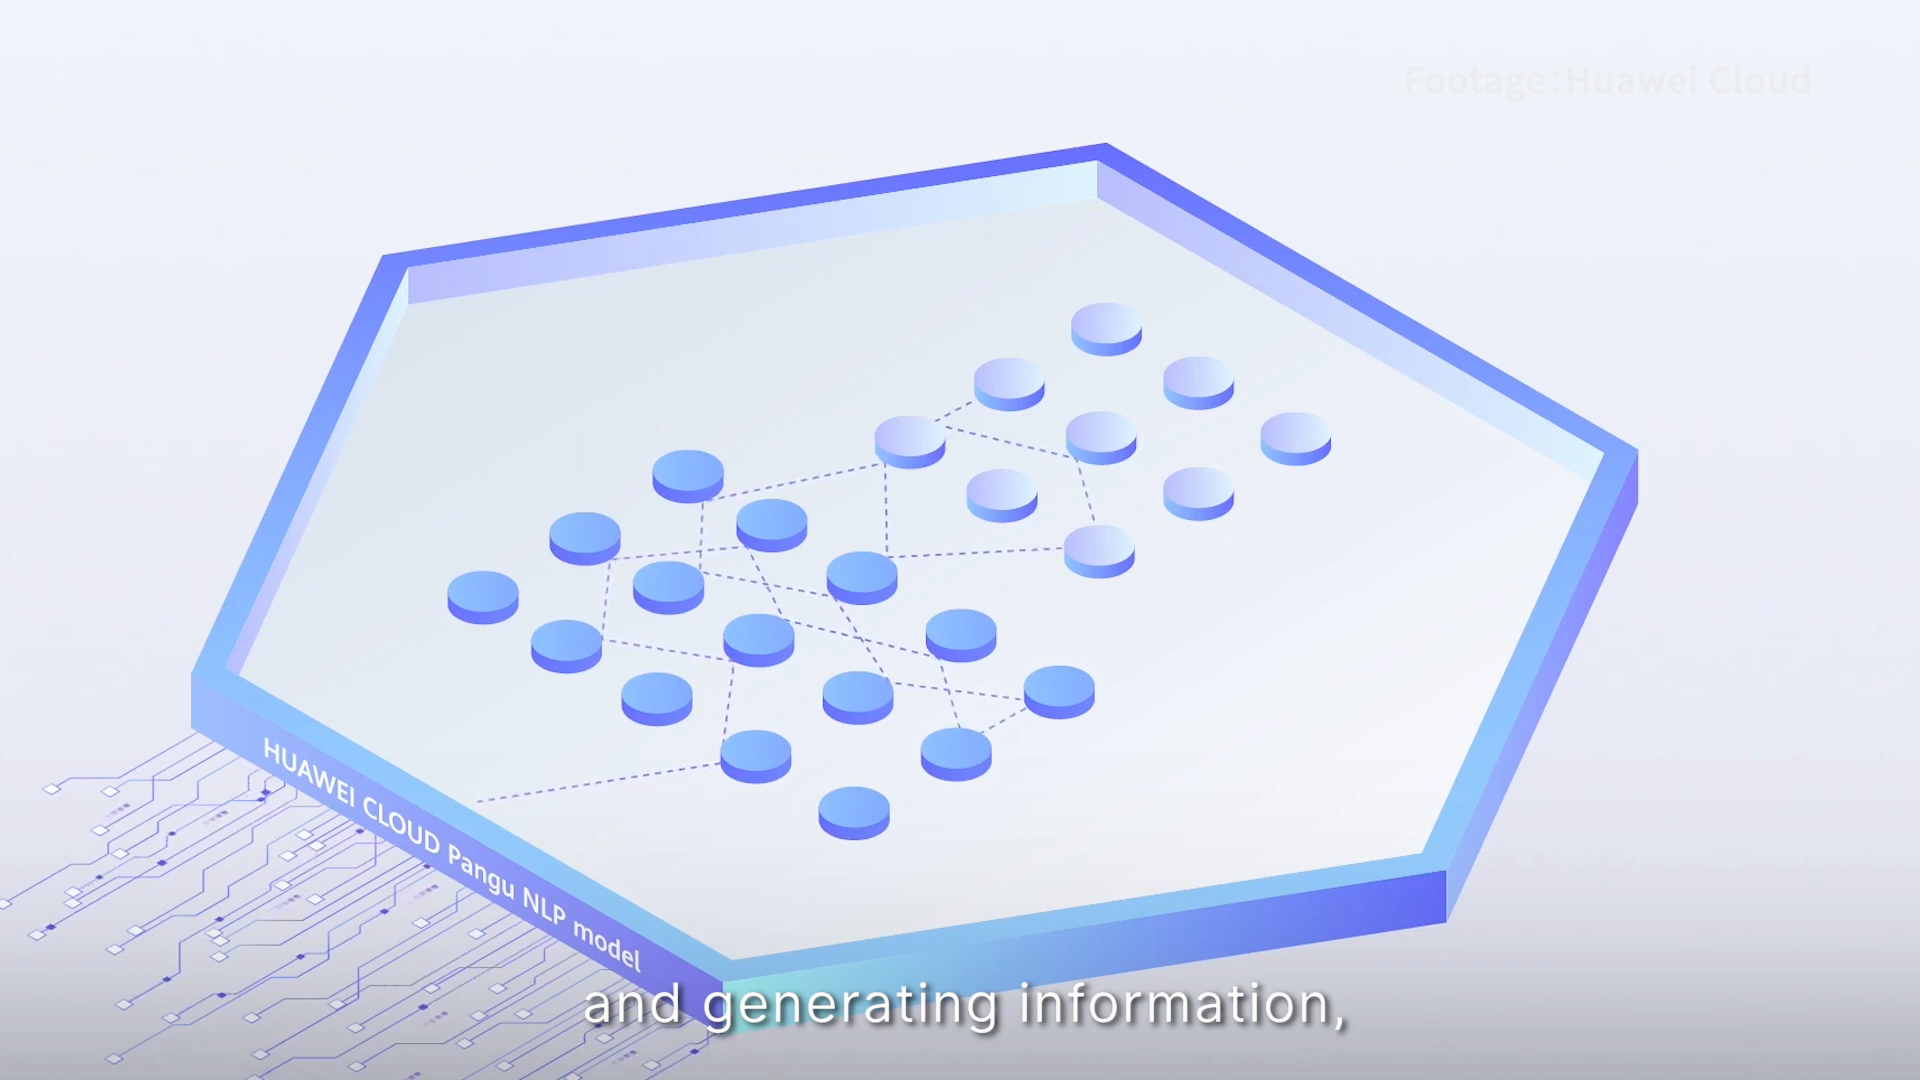 Footage:Huawei Cloud
HUAWEI CLOUD Pangu NLP model
and generating information,